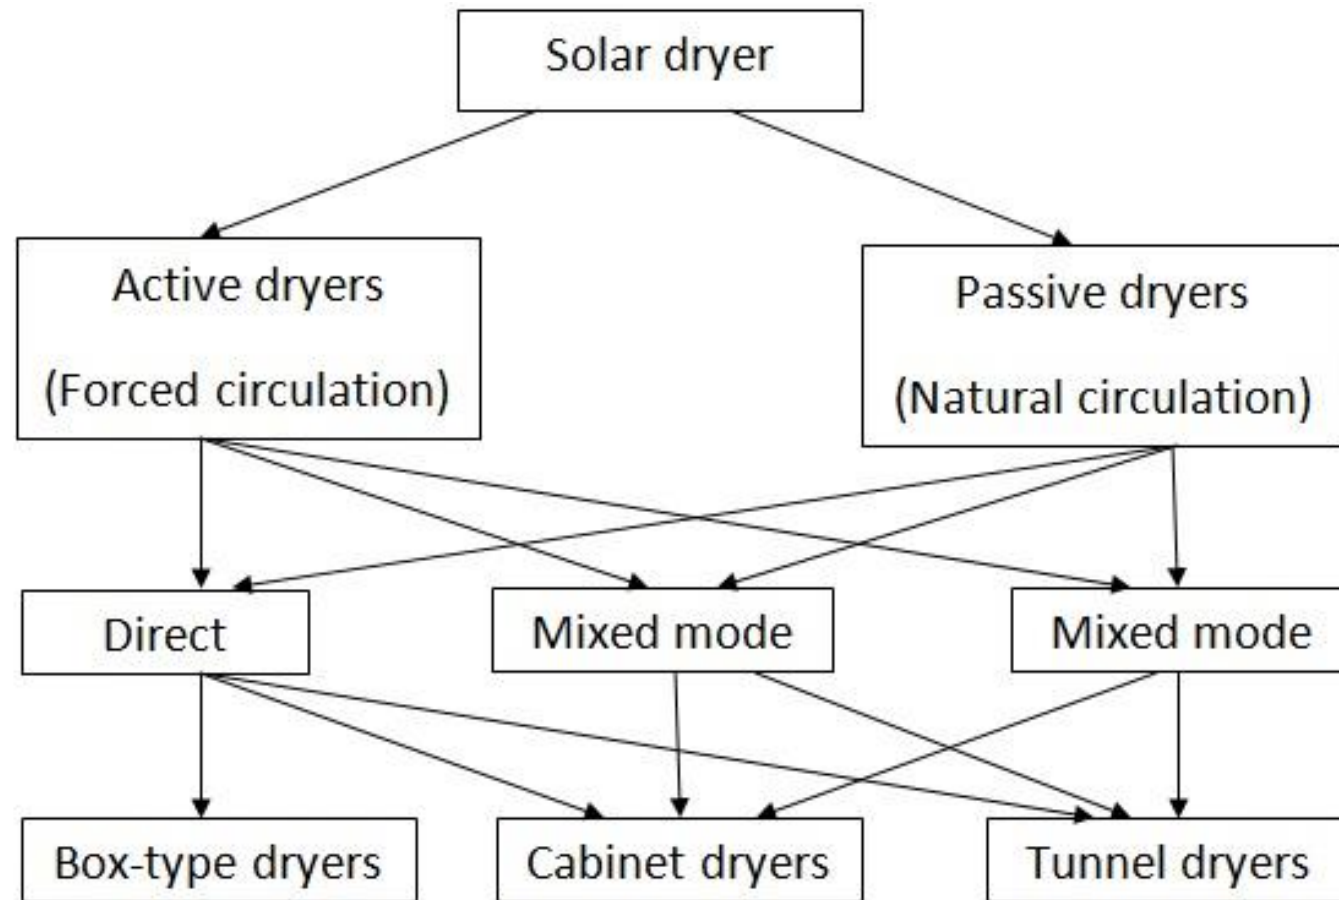 Solar dryer
Active dryers
(Forced circulation)
Passive dryers
(Natural circulation)
Direct
Mixed mode
Mixed mode
Box-type dryers
Cabinet dryers
Tunnel dryers